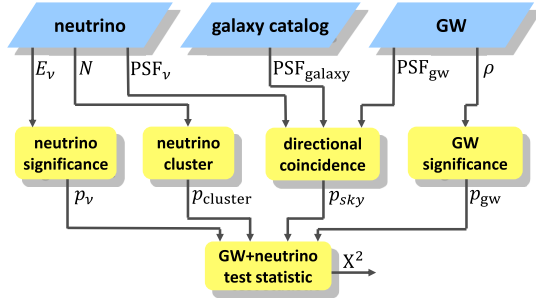 neutrino galaxy catalog GW
E_ν N PSF_ν PSF_galaxy PSF_gw ρ
neutrino significance
neutrino cluster
directional coincidence
GW significance
p_ν p_cluster p_sky p_gw
GW+neutrino
test statistic
X²